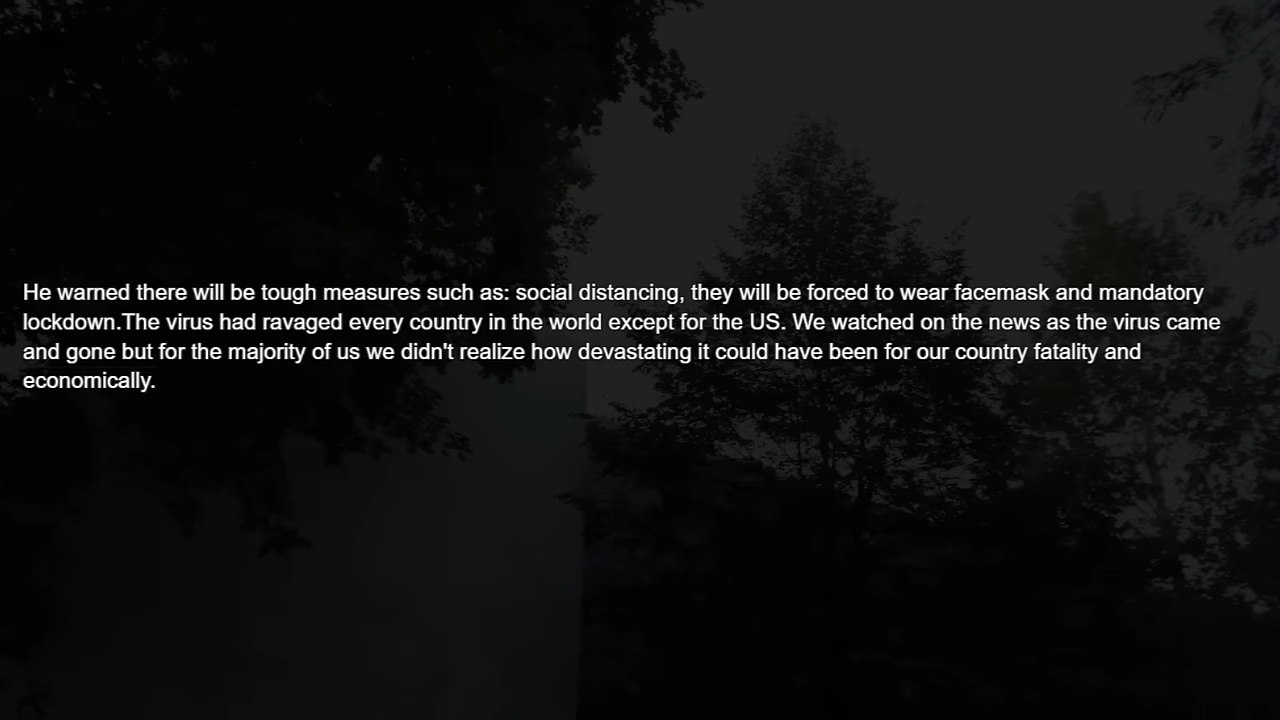 He warned there will be tough measures such as: social distancing, they will be forced to wear facemask and mandatory
lockdown.The virus had ravaged every country in the world except for the US. We watched on the news as the virus came
and gone but for the majority of us we didn't realize how devastating it could have been for our country fatality and
economically.